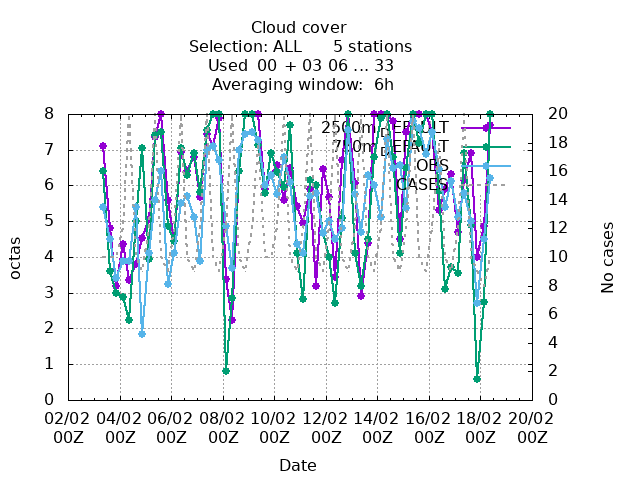 Cloud cover
Selection: ALL      5 stations
Used  00 + 03 06 ... 33
Averaging window:  6h
8
7
6
5
4
3
2
1
0
20
18
16
14
12
10
8
6
4
2
0
octas
No cases
2500m_DEFAULT
750m_DEFAULT
OBS
CASES
02/02 04/02 06/02 08/02 10/02 12/02 14/02 16/02 18/02 20/02
00Z 00Z 00Z 00Z 00Z 00Z 00Z 00Z 00Z 00Z
Date